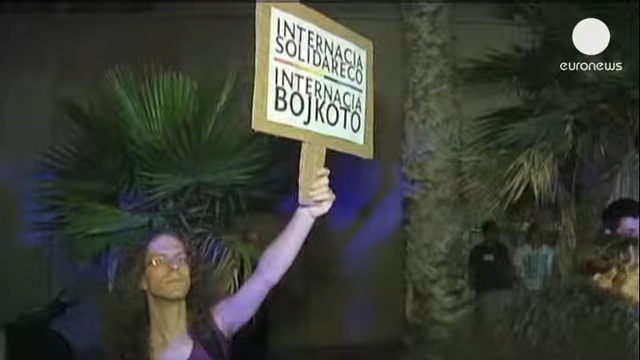 INTERNACIA
SOLIDARECO
INTERNACIA
BOJKOTO
euronews